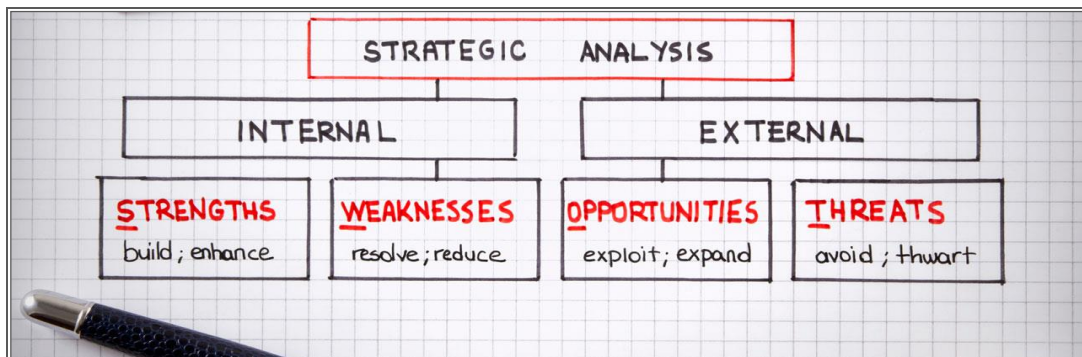 STRATEGIC ANALYSIS
INTERNAL
EXTERNAL
STRENGTHS
build; enhance
WEAKNESSES
resolve; reduce
OPPORTUNITIES
exploit; expand
THREATS
avoid; thwart